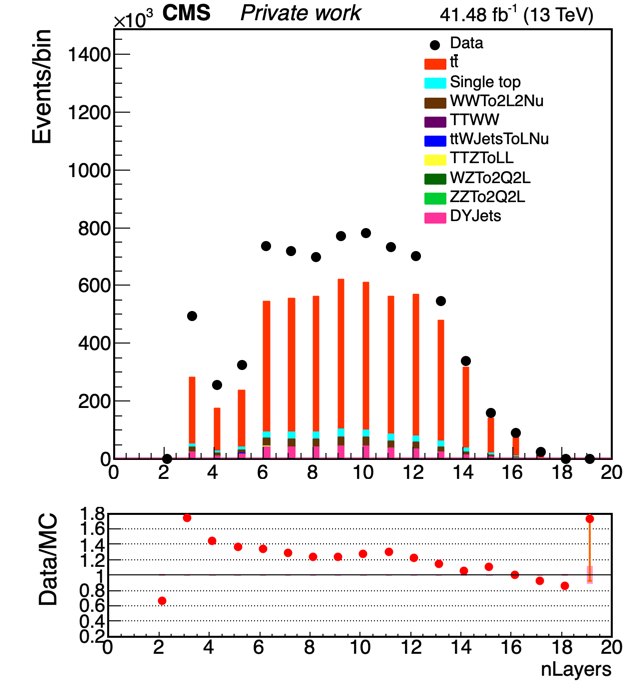 ×10³ CMS Private work 41.48 fb⁻¹ (13 TeV)
Events/bin
1400
1200
1000
800
600
400
200
0
Data
tt̄
Single top
WWTo2L2Nu
TTWW
ttWJetsToLNu
TTZToLL
WZTo2Q2L
ZZTo2Q2L
DYJets
0 2 4 6 8 10 12 14 16 18 20
Data/MC
1.8
1.6
1.4
1.2
1
0.8
0.6
0.4
0.2
0 2 4 6 8 10 12 14 16 18 20
nLayers